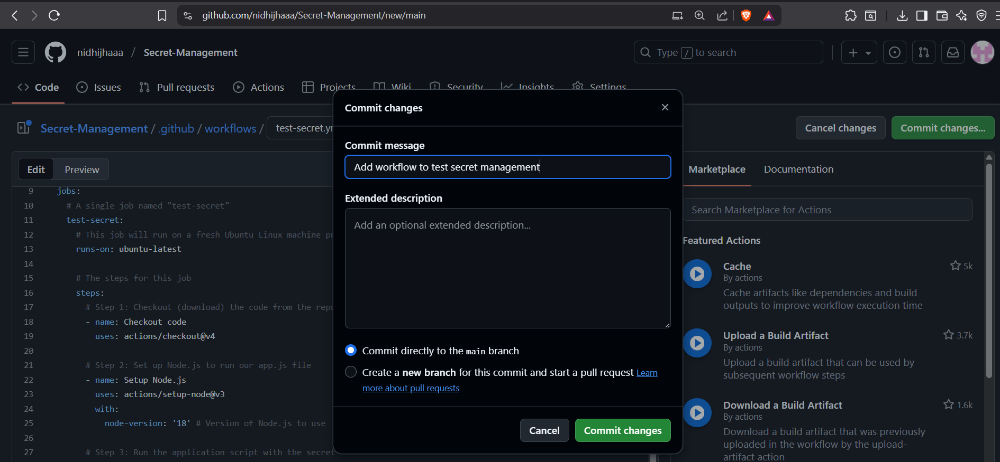 github.com/nidhijhaaa/Secret-Management/new/main
nidhijhaaa / Secret-Management
Type / to search
Code
Issues
Pull requests
Actions
Projects
Wiki
Security
Insights
Settings
Secret-Management / .github / workflows /
test-secret.yr
Cancel changes
Commit changes...
Edit
Preview
9 jobs:
10 # A single job named "test-secret"
11 test-secret:
12 # This job will run on a fresh Ubuntu Linux machine pr
13 runs-on: ubuntu-latest
14
15 # The steps for this job
16 steps:
17 # Step 1: Checkout (download) the code from the repo
18 - name: Checkout code
19 uses: actions/checkout@v4
20
21 # Step 2: Set up Node.js to run our app.js file
22 - name: Setup Node.js
23 uses: actions/setup-node@v3
24 with:
25 node-version: '18' # Version of Node.js to use
26
27 # Step 3: Run the application script with the secret
Commit changes
Commit message
Add workflow to test secret management
Extended description
Add an optional extended description...
Commit directly to the main branch
Create a new branch for this commit and start a pull request Learn
more about pull requests
Cancel
Commit changes
Marketplace
Documentation
Search Marketplace for Actions
Featured Actions
Cache
5k
By actions
Cache artifacts like dependencies and build
outputs to improve workflow execution time
Upload a Build Artifact
3.7k
By actions
Upload a build artifact that can be used by
subsequent workflow steps
Download a Build Artifact
1.6k
By actions
Download a build artifact that was previously
uploaded in the workflow by the upload-
artifact action